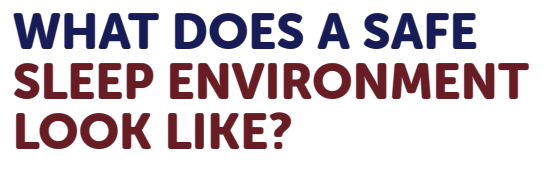 WHAT DOES A SAFE
SLEEP ENVIRONMENT
LOOK LIKE?